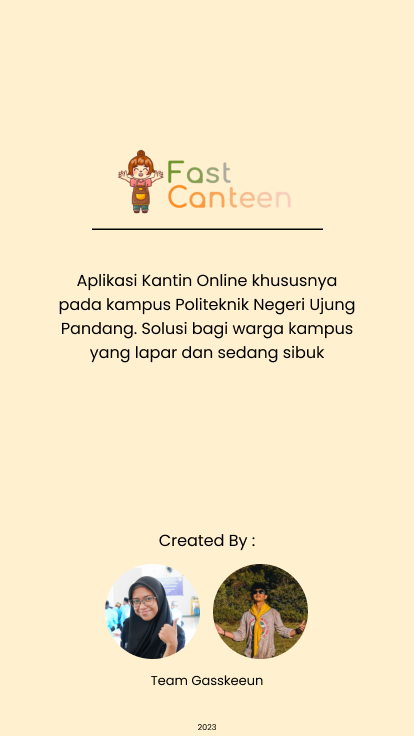 Fast
Canteen
Aplikasi Kantin Online khususnya
pada kampus Politeknik Negeri Ujung
Pandang. Solusi bagi warga kampus
yang lapar dan sedang sibuk
Created By :
Team Gasskeeun
2023